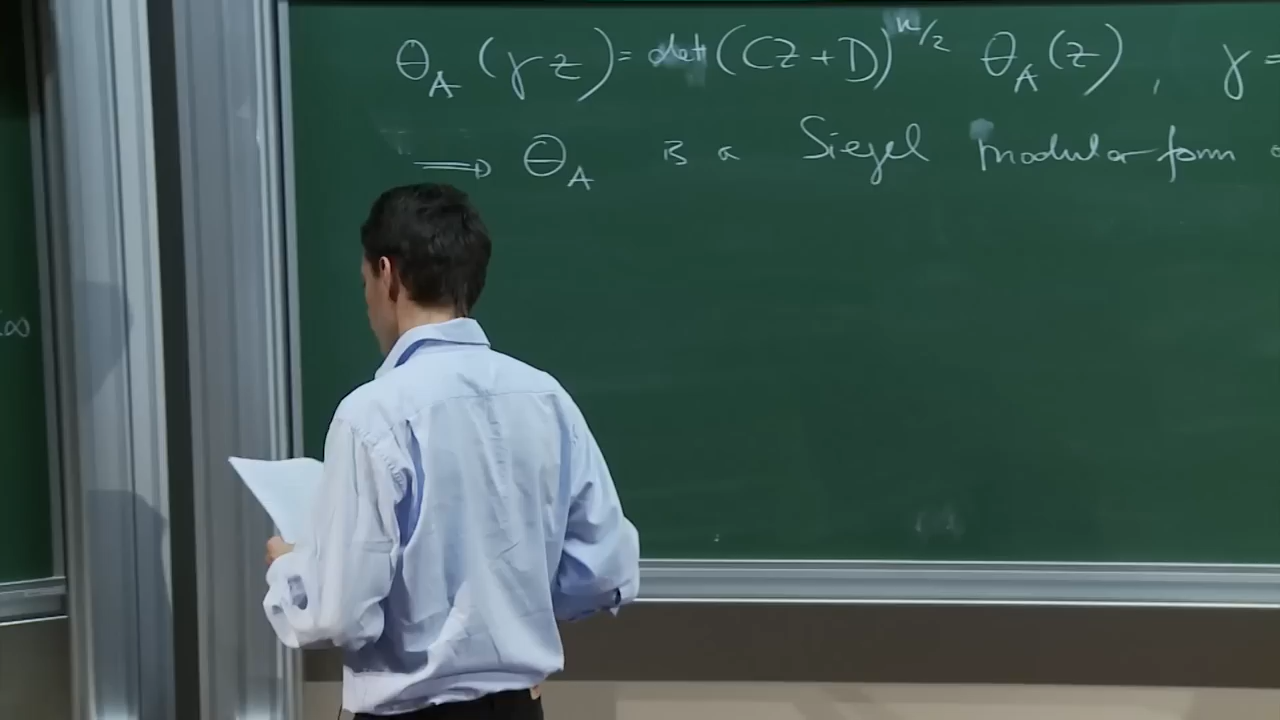 θ_A (γz) = det (Cz + D)^{n/2} θ_A(z) , γ =
⟹ θ_A is a Siegel modular form
i∞